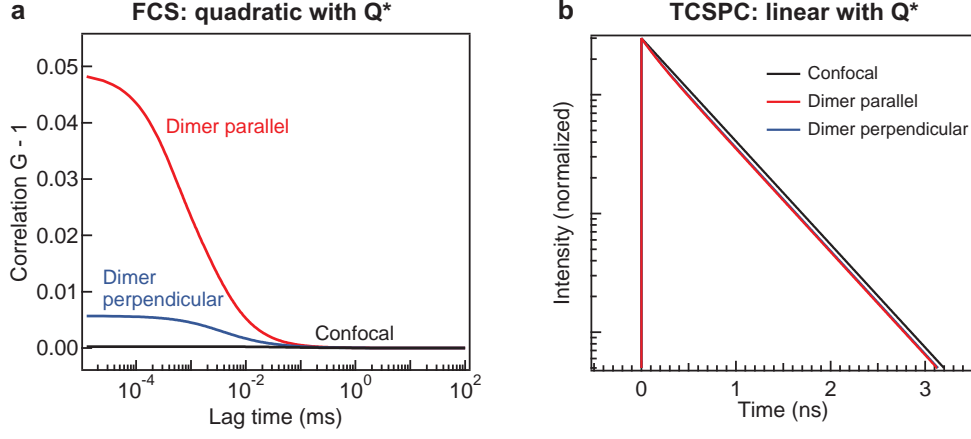 a
FCS: quadratic with Q*
Correlation G - 1
0.05
0.04
0.03
0.02
0.01
0.00
Dimer parallel
Dimer
perpendicular
Confocal
10^-4
10^-2
10^0
10^2
Lag time (ms)
b
TCSPC: linear with Q*
Intensity (normalized)
Confocal
Dimer parallel
Dimer perpendicular
0
1
2
3
Time (ns)